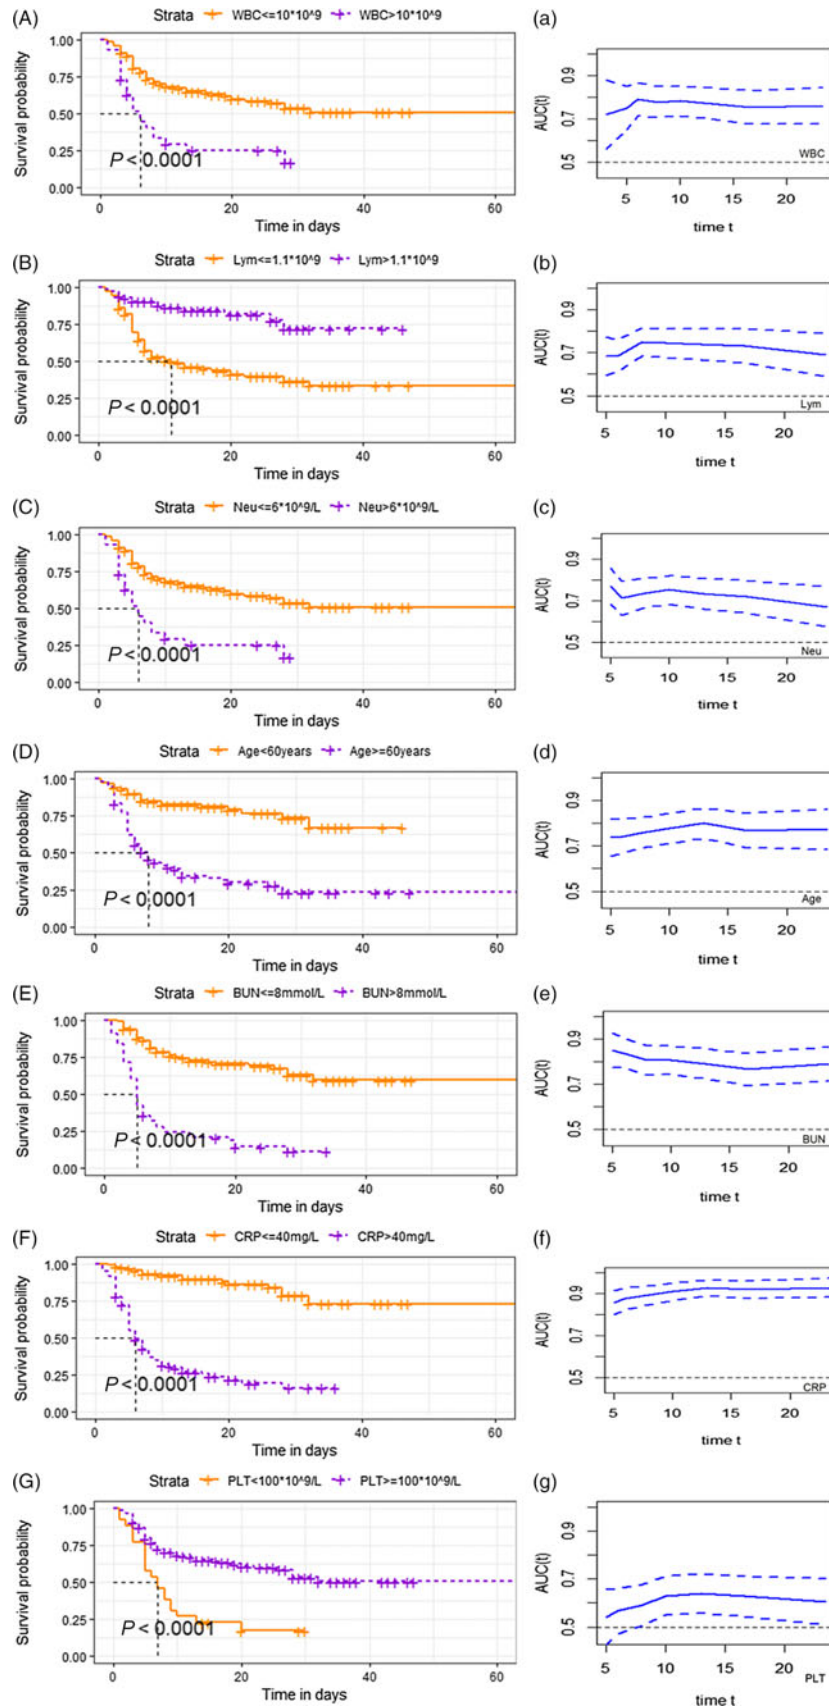 (A) Strata WBC<=10*10^9 WBC>10*10^9
Survival probability
1.00
0.75
0.50
0.25
0.00
P < 0.0001
0 20 40 60
Time in days
(a)
AUC(t)
0.9
0.7
0.5
WBC
5 10 15 20
time t
(B) Strata Lym<=1.1*10^9 Lym>1.1*10^9
Survival probability
1.00
0.75
0.50
0.25
0.00
P < 0.0001
0 20 40 60
Time in days
(b)
AUC(t)
0.9
0.7
0.5
Lym
5 10 15 20
time t
(C) Strata Neu<=6*10^9/L Neu>6*10^9/L
Survival probability
1.00
0.75
0.50
0.25
0.00
P < 0.0001
0 20 40 60
Time in days
(c)
AUC(t)
0.9
0.7
0.5
Neu
5 10 15 20
time t
(D) Strata Age<60years Age>=60years
Survival probability
1.00
0.75
0.50
0.25
0.00
P < 0.0001
0 20 40 60
Time in days
(d)
AUC(t)
0.9
0.7
0.5
Age
5 10 15 20
time t
(E) Strata BUN<=8mmol/L BUN>8mmol/L
Survival probability
1.00
0.75
0.50
0.25
0.00
P < 0.0001
0 20 40 60
Time in days
(e)
AUC(t)
0.9
0.7
0.5
BUN
5 10 15 20
time t
(F) Strata CRP<=40mg/L CRP>40mg/L
Survival probability
1.00
0.75
0.50
0.25
0.00
P < 0.0001
0 20 40 60
Time in days
(f)
AUC(t)
0.9
0.7
0.5
CRP
5 10 15 20
time t
(G) Strata PLT<100*10^9/L PLT>=100*10^9/L
Survival probability
1.00
0.75
0.50
0.25
0.00
P < 0.0001
0 20 40 60
Time in days
(g)
AUC(t)
0.9
0.7
0.5
PLT
5 10 15 20
time t